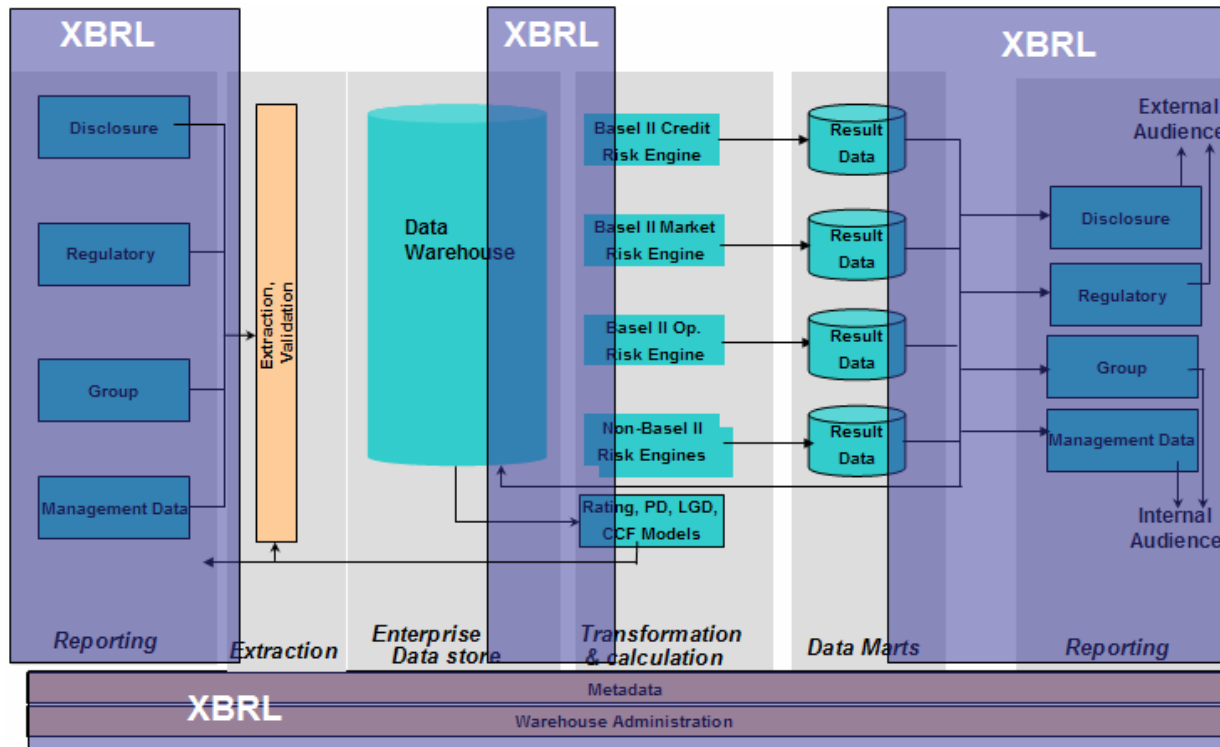 XBRL
XBRL
XBRL
Disclosure
Regulatory
Group
Management Data
Extraction,
Validation
Data
Warehouse
Basel II Credit
Risk Engine
Basel II Market
Risk Engine
Basel II Op.
Risk Engine
Non-Basel II
Risk Engines
Rating, PD, LGD,
CCF Models
Result
Data
Result
Data
Result
Data
Result
Data
External
Audience
Disclosure
Regulatory
Group
Management Data
Internal
Audience
Reporting
Extraction
Enterprise
Data store
Transformation
& calculation
Data Marts
Reporting
Metadata
XBRL
Warehouse Administration